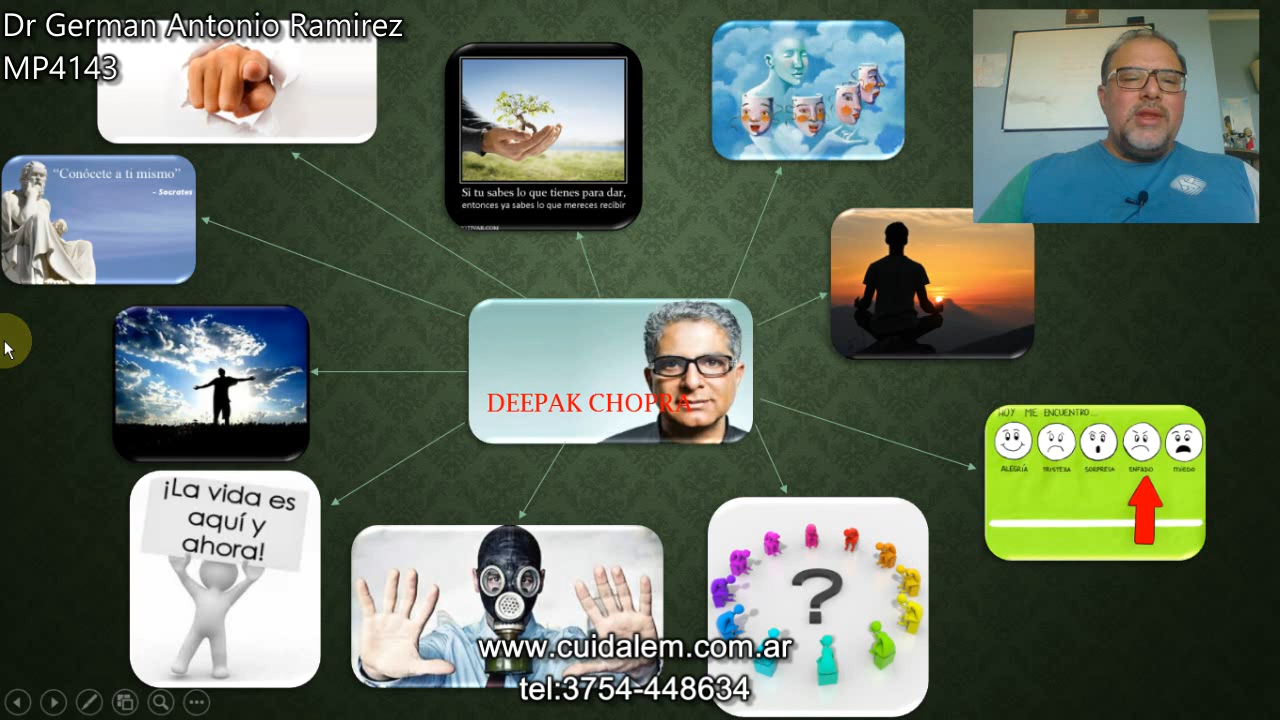 Dr German Antonio Ramirez
MP4143
“Conócete a ti mismo”
- Socrates
Si tu sabes lo que tienes para dar,
entonces ya sabes lo que mereces recibir
DEEPAK CHOPRA
HOY ME ENCUENTRO...
ALEGRÍA TRISTEZA SORPRESA ENFADO MIEDO
¡La vida es
aquí y
ahora!
www.cuidalem.com.ar
tel:3754-448634